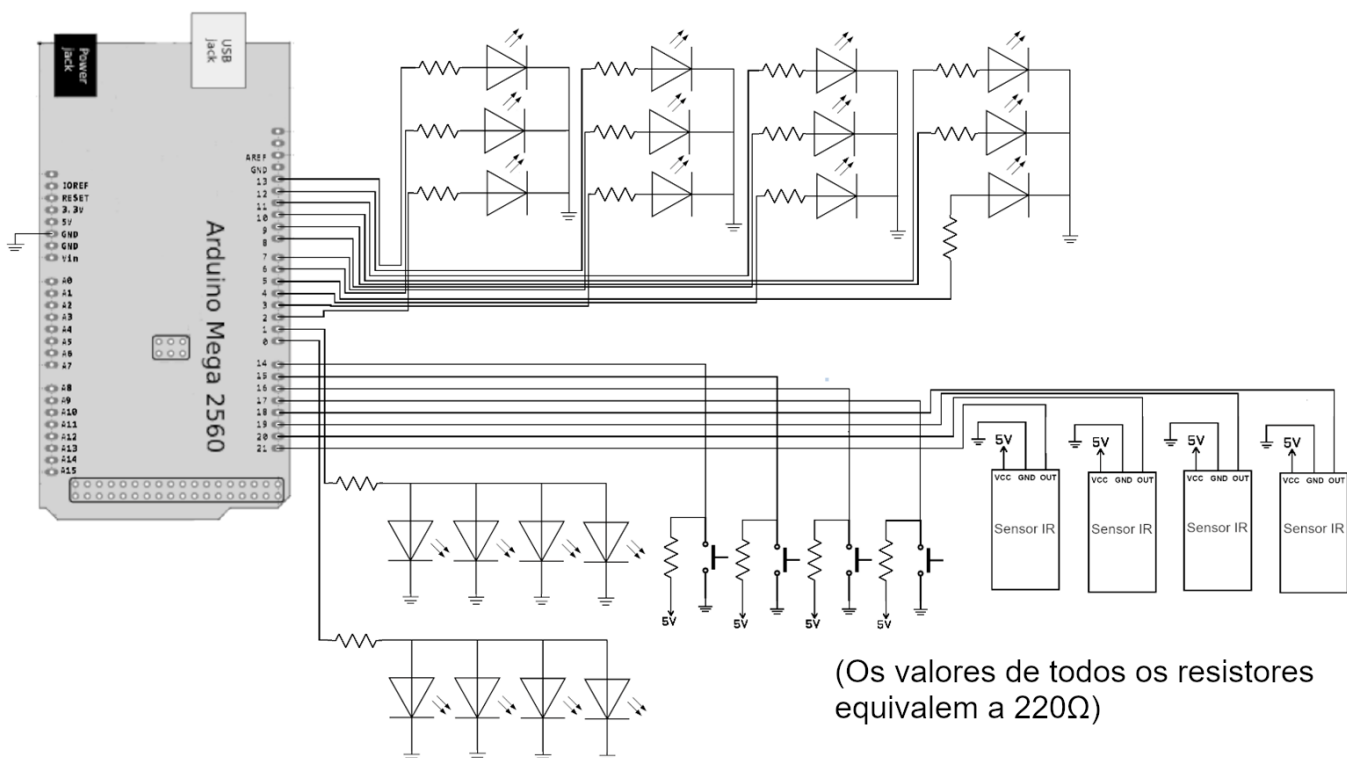 Power jack
USB jack
AREF
GND
13
12
11
10
9
8
7
6
5
4
3
2
1
0
14
15
16
17
18
19
20
21
IOREF
RESET
3.3V
5V
GND
GND
Vin
A0
A1
A2
A3
A4
A5
A6
A7
A8
A9
A10
A11
A12
A13
A14
A15
Arduino Mega 2560
5V
5V
5V
5V
5V
VCC GND OUT
Sensor IR
5V
VCC GND OUT
Sensor IR
5V
VCC GND OUT
Sensor IR
5V
VCC GND OUT
Sensor IR
(Os valores de todos os resistores
equivalem a 220Ω)